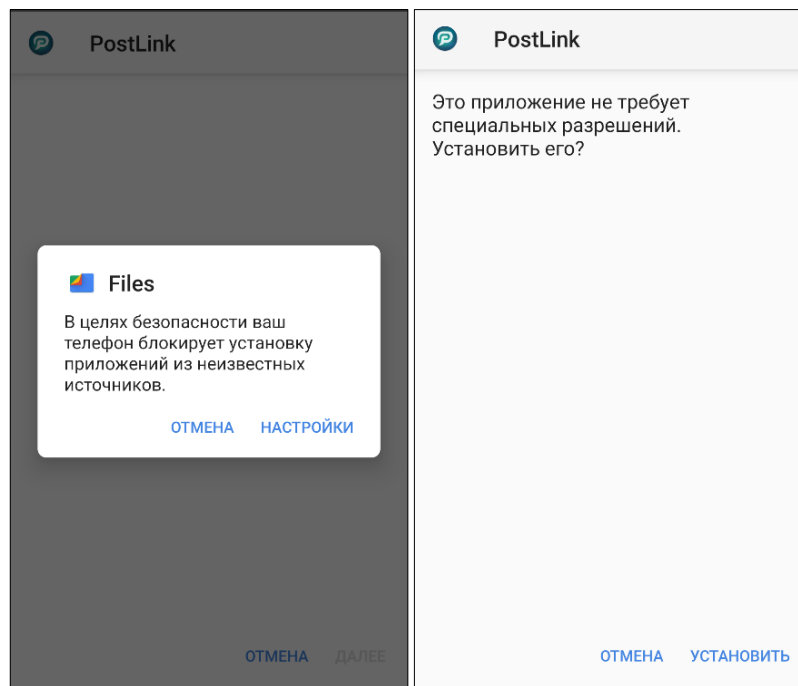 PostLink
Files
В целях безопасности ваш
телефон блокирует установку
приложений из неизвестных
источников.
ОТМЕНА НАСТРОЙКИ
ОТМЕНА ДАЛЕЕ
PostLink
Это приложение не требует
специальных разрешений.
Установить его?
ОТМЕНА УСТАНОВИТЬ